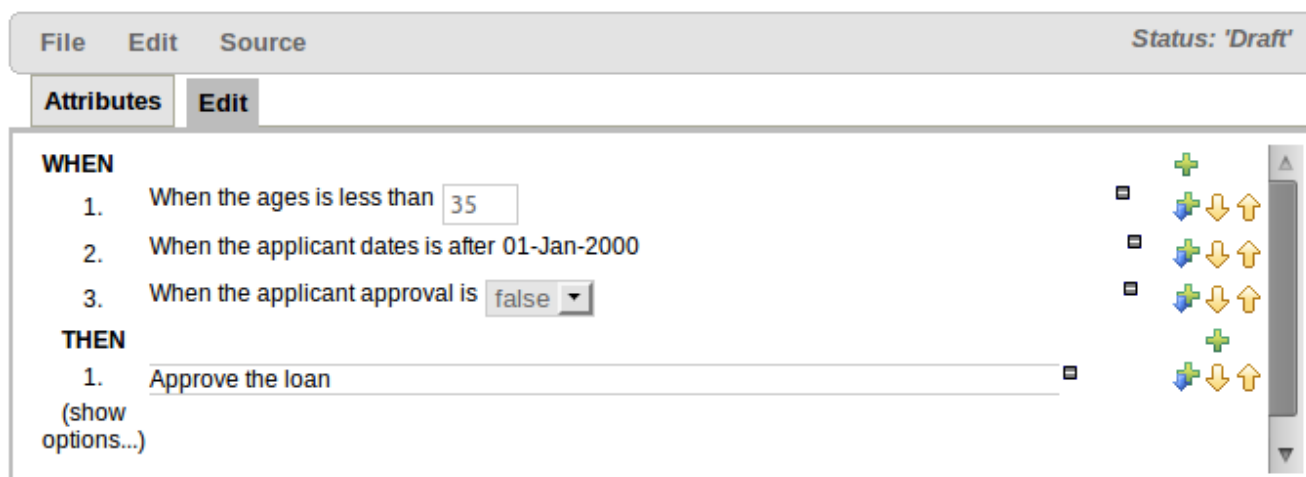 File Edit Source Status: 'Draft'
Attributes Edit
WHEN
1. When the ages is less than 35
2. When the applicant dates is after 01-Jan-2000
3. When the applicant approval is false
THEN
1. Approve the loan
(show
options...)